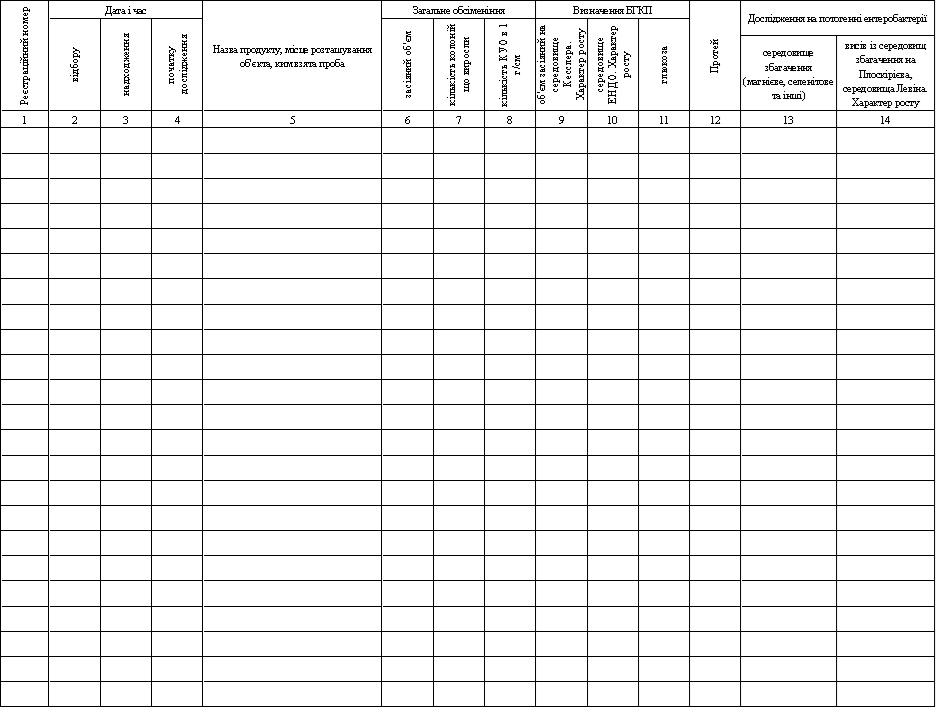 Реєстраційний номер
Дата і час
відбору
надходження
початку
дослідження
Назва продукту, місце розташування
об'єкта, ким взята проба
Загальне обсіменіння
засіяний об'єм
кількість колоній
що виросли
кількість К У 0 в 1
г/см
Визначення БГКП
об'єм засіяний на
середовище
Кесслера.
Характер росту
середовище
ЕНДО. Характер
росту
глюкоза
Протей
Дослідження на потогенні ентеробактерії
середовище
збагачення
(магнієве, селенітове
та інші)
висів із середовищ
збагачення на
Плоскірієва,
середовища Левіна.
Характер росту
1 2 3 4 5 6 7 8 9 10 11 12 13 14